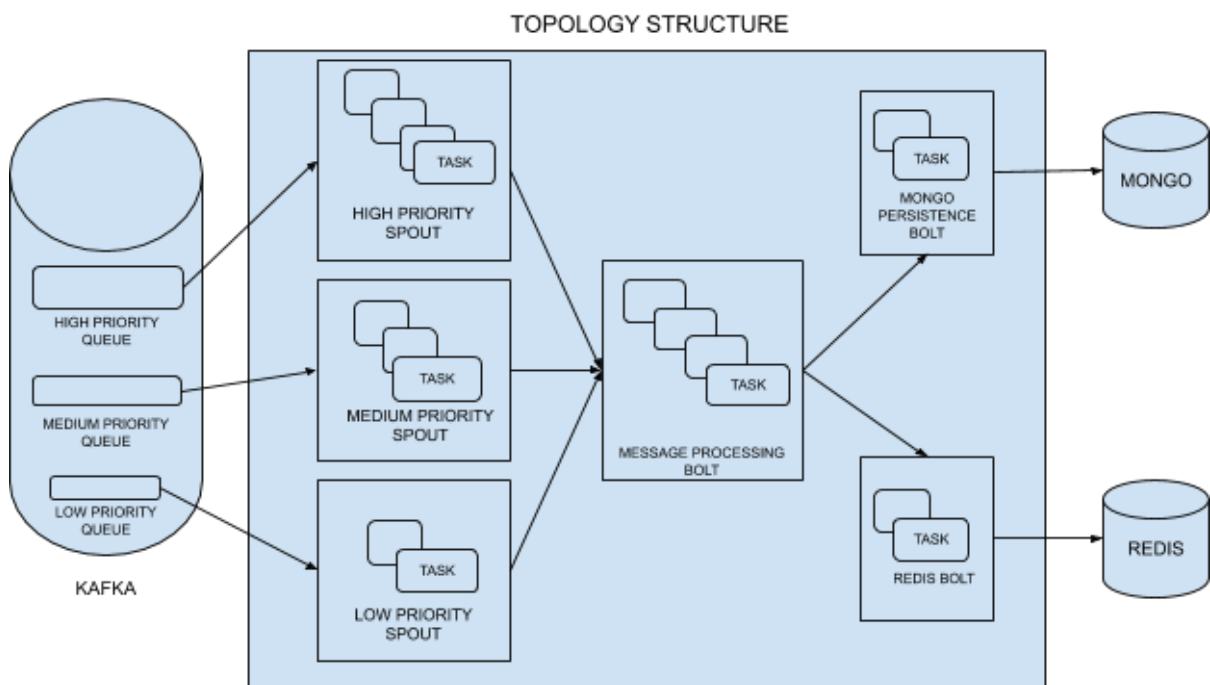 TOPOLOGY STRUCTURE
HIGH PRIORITY
QUEUE
MEDIUM PRIORITY
QUEUE
LOW PRIORITY
QUEUE
KAFKA
TASK
HIGH PRIORITY
SPOUT
TASK
MEDIUM PRIORITY
SPOUT
TASK
LOW PRIORITY
SPOUT
TASK
MESSAGE PROCESSING
BOLT
TASK
MONGO
PERSISTENCE
BOLT
TASK
REDIS BOLT
MONGO
REDIS